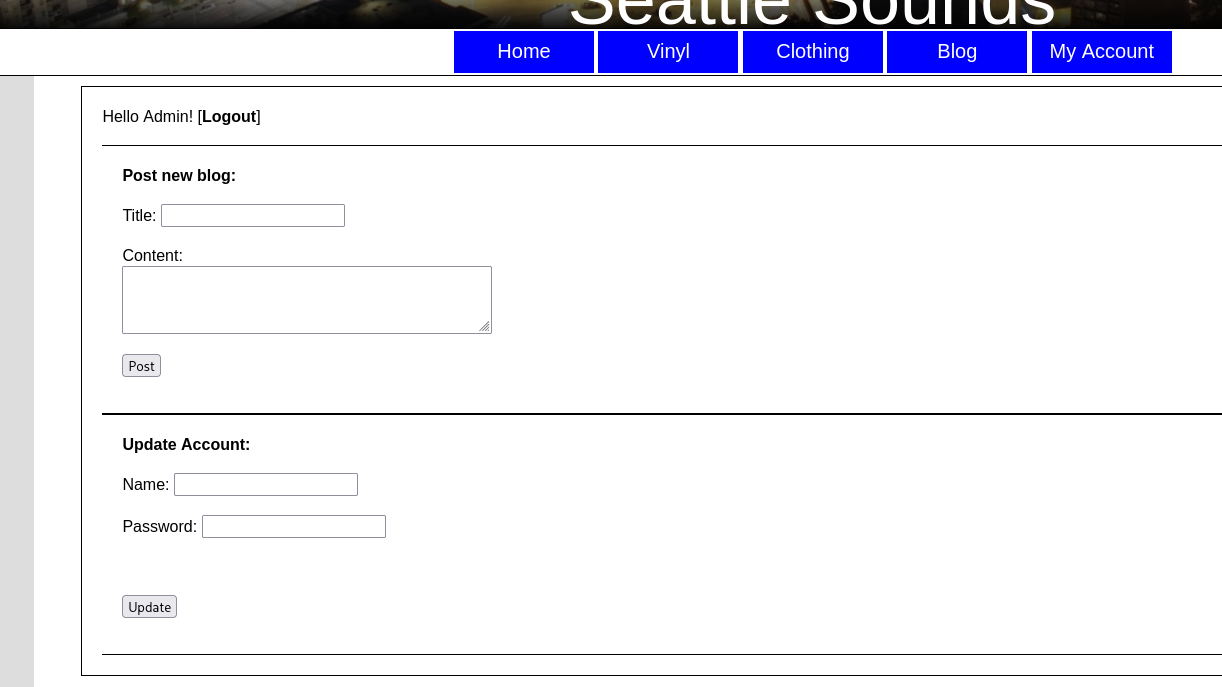 Seattle Sounds
Home Vinyl Clothing Blog My Account
Hello Admin! [Logout]
Post new blog:
Title:
Content:
Post
Update Account:
Name:
Password:
Update